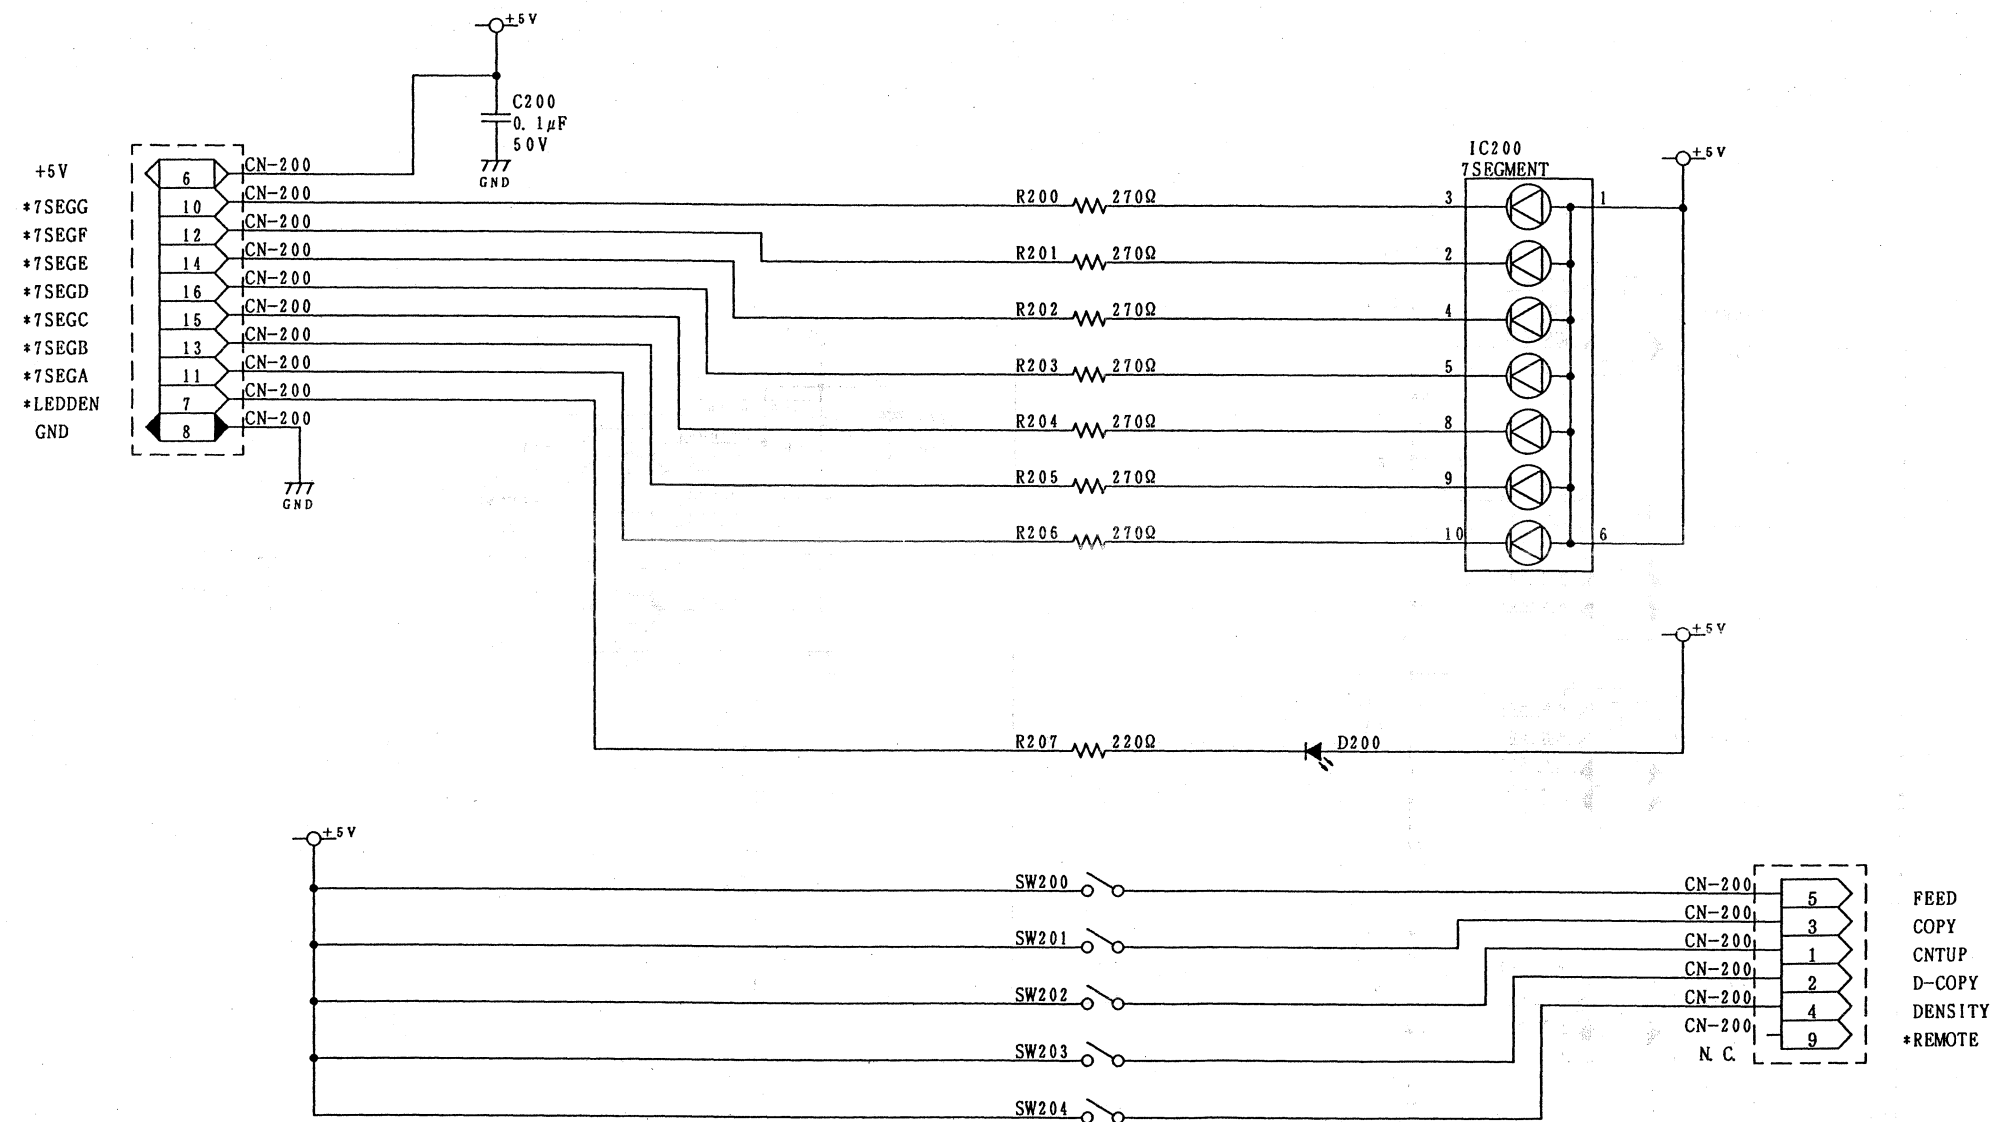 +5V
C200
0.1μF
50V
GND
+5V
6
CN-200
*7SEGG
10
CN-200
*7SEGF
12
CN-200
*7SEGE
14
CN-200
*7SEGD
16
CN-200
*7SEGC
15
CN-200
*7SEGB
13
CN-200
*7SEGA
11
CN-200
*LEDDEN
7
CN-200
GND
8
CN-200
GND
IC200
7SEGMENT
+5V
R200 270Ω 3 1
R201 270Ω 2
R202 270Ω 4
R203 270Ω 5
R204 270Ω 8
R205 270Ω 9
R206 270Ω 10 6
+5V
R207 220Ω D200
+5V
SW200
SW201
SW202
SW203
SW204
CN-200 5 FEED
CN-200 3 COPY
CN-200 1 CNTUP
CN-200 2 D-COPY
CN-200 4 DENSITY
CN-200 9 *REMOTE
N.C.